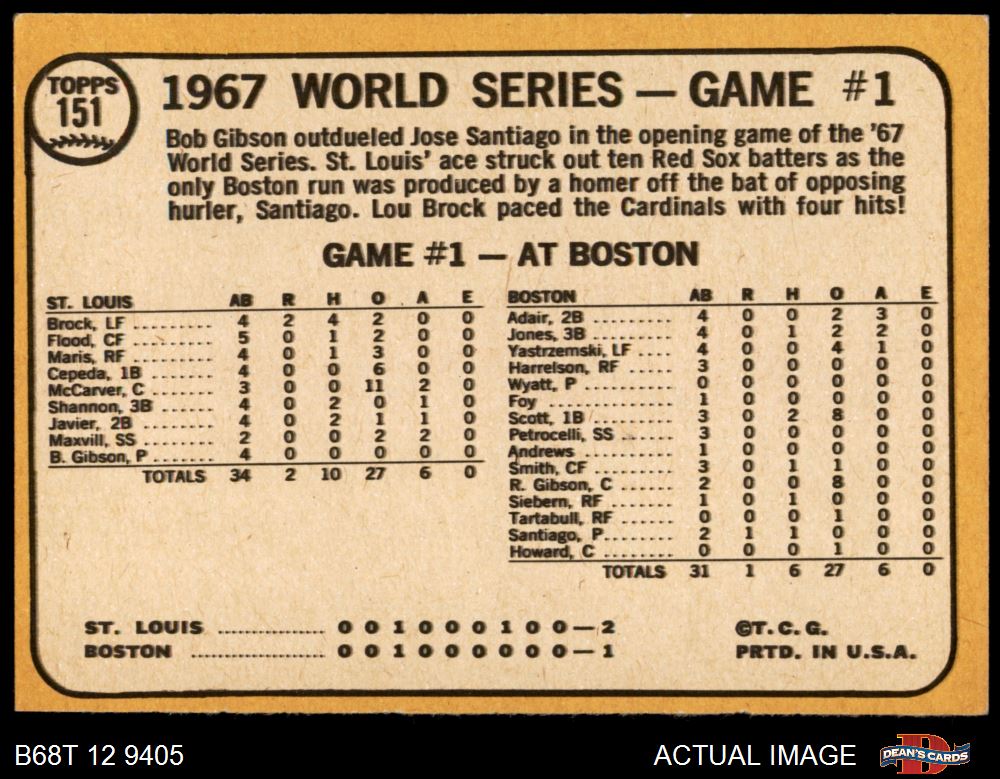 TOPPS
151
1967 WORLD SERIES — GAME #1
Bob Gibson outdueled Jose Santiago in the opening game of the '67
World Series. St. Louis' ace struck out ten Red Sox batters as the
only Boston run was produced by a homer off the bat of opposing
hurler, Santiago. Lou Brock paced the Cardinals with four hits!
GAME #1 — AT BOSTON
ST. LOUIS AB R H O A E
Brock, LF ......... 4 2 4 2 0 0
Flood, CF ......... 5 0 1 2 0 0
Maris, RF ......... 4 0 1 3 0 0
Cepeda, 1B ........ 4 0 0 6 0 0
McCarver, C ....... 3 0 0 11 2 0
Shannon, 3B ....... 4 0 2 0 1 0
Javier, 2B ........ 4 0 2 1 1 0
Maxvill, SS ....... 2 0 0 2 2 0
B. Gibson, P ...... 4 0 0 0 0 0
TOTALS 34 2 10 27 6 0
BOSTON AB R H O A E
Adair, 2B ......... 4 0 0 2 3 0
Jones, 3B ......... 4 0 1 2 2 0
Yastrzemski, LF .... 4 0 0 4 1 0
Harrelson, RF ..... 3 0 0 0 0 0
Wyatt, P .......... 0 0 0 0 0 0
Foy ............... 1 0 0 0 0 0
Scott, 1B ......... 3 0 2 8 0 0
Petrocelli, SS .... 3 0 0 0 0 0
Andrews ........... 1 0 0 0 0 0
Smith, CF ......... 3 0 1 1 0 0
R. Gibson, C ...... 2 0 0 8 0 0
Siebern, RF ....... 1 0 1 0 0 0
Tartabull, RF ..... 0 0 0 1 0 0
Santiago, P........ 2 1 1 0 0 0
Howard, C ......... 0 0 0 1 0 0
TOTALS 31 1 6 27 6 0
ST. LOUIS ............... 0 0 1 0 0 0 1 0 0 — 2
BOSTON ................... 0 0 1 0 0 0 0 0 0 — 1
©T. C. G.
PRTD. IN U.S.A.
B68T 12 9405
ACTUAL IMAGE
D
DEAN'S CARDS